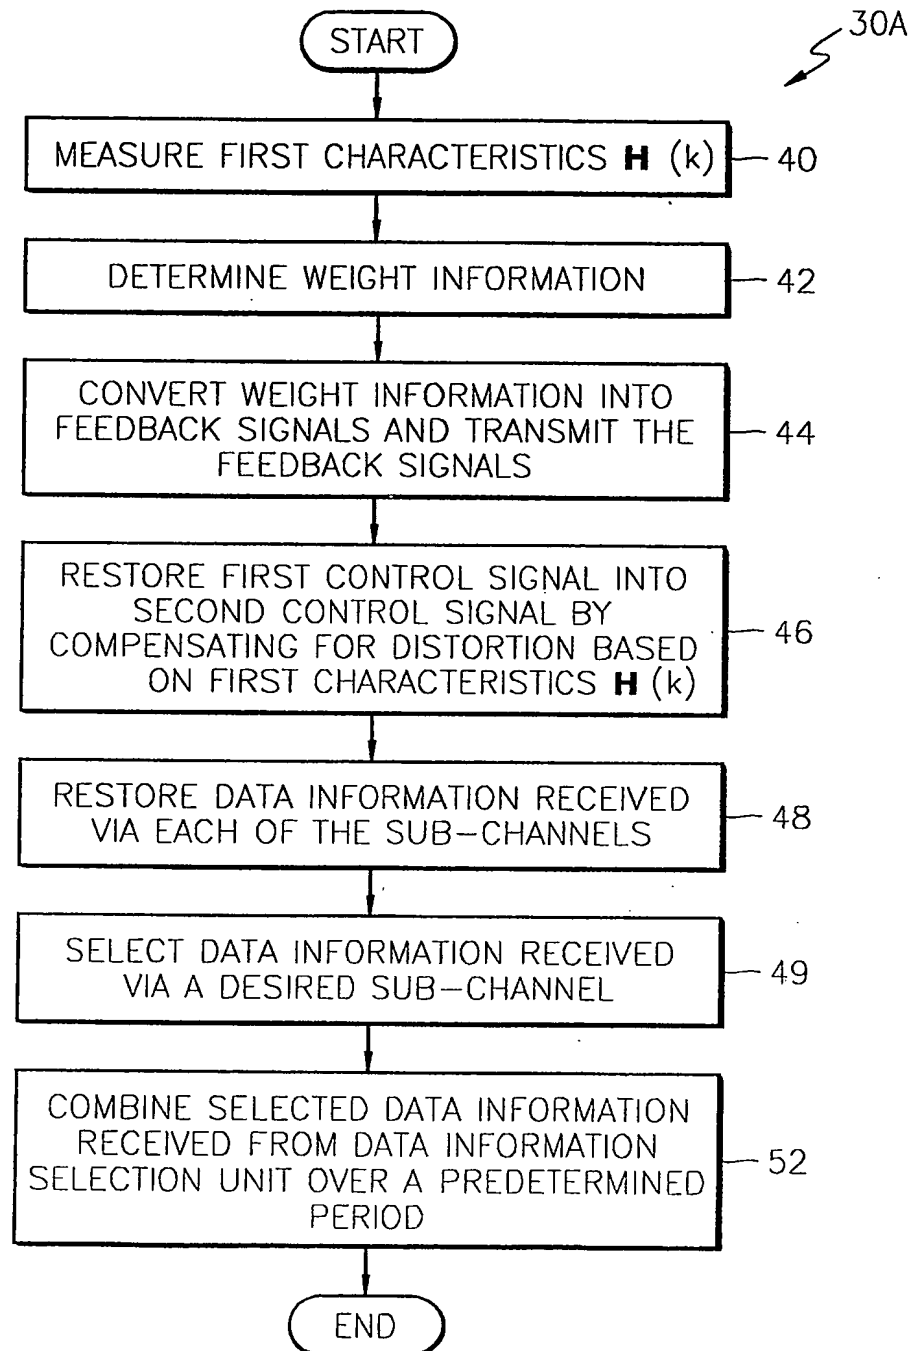 START
30A
MEASURE FIRST CHARACTERISTICS H (k)
40
DETERMINE WEIGHT INFORMATION
42
CONVERT WEIGHT INFORMATION INTO
FEEDBACK SIGNALS AND TRANSMIT THE
FEEDBACK SIGNALS
44
RESTORE FIRST CONTROL SIGNAL INTO
SECOND CONTROL SIGNAL BY
COMPENSATING FOR DISTORTION BASED
ON FIRST CHARACTERISTICS H (k)
46
RESTORE DATA INFORMATION RECEIVED
VIA EACH OF THE SUB-CHANNELS
48
SELECT DATA INFORMATION RECEIVED
VIA A DESIRED SUB-CHANNEL
49
COMBINE SELECTED DATA INFORMATION
RECEIVED FROM DATA INFORMATION
SELECTION UNIT OVER A PREDETERMINED
PERIOD
52
END